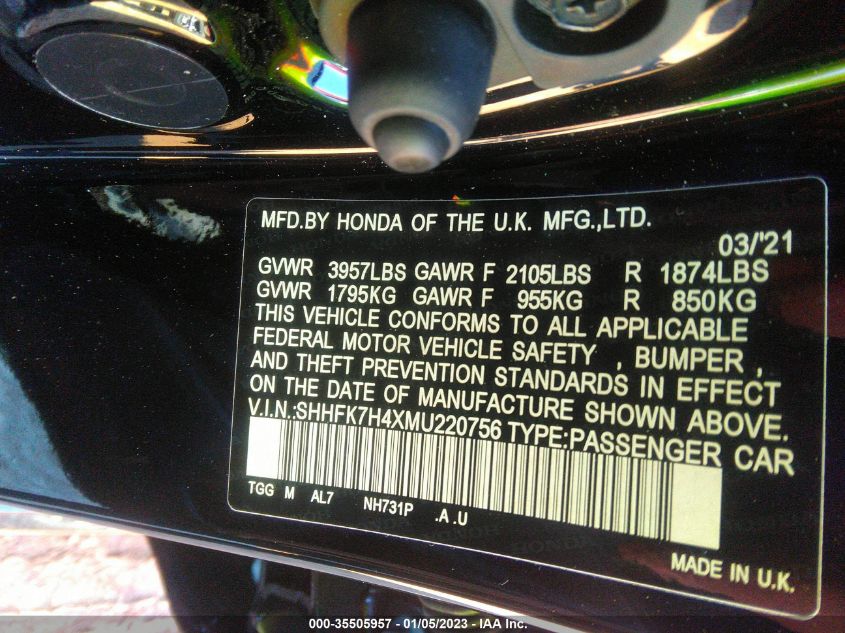 MFD.BY HONDA OF THE U.K. MFG.,LTD.
03/'21
GVWR 3957LBS GAWR F 2105LBS R 1874LBS
GVWR 1795KG GAWR F 955KG R 850KG
THIS VEHICLE CONFORMS TO ALL APPLICABLE
FEDERAL MOTOR VEHICLE SAFETY , BUMPER ,
AND THEFT PREVENTION STANDARDS IN EFFECT
ON THE DATE OF MANUFACTURE SHOWN ABOVE.
V.I.N.:SHHFK7H4XMU220756 TYPE:PASSENGER CAR
TGG M AL7 NH731P .A .U
MADE IN U.K.
000-35505957 - 01/05/2023 - IAA Inc.